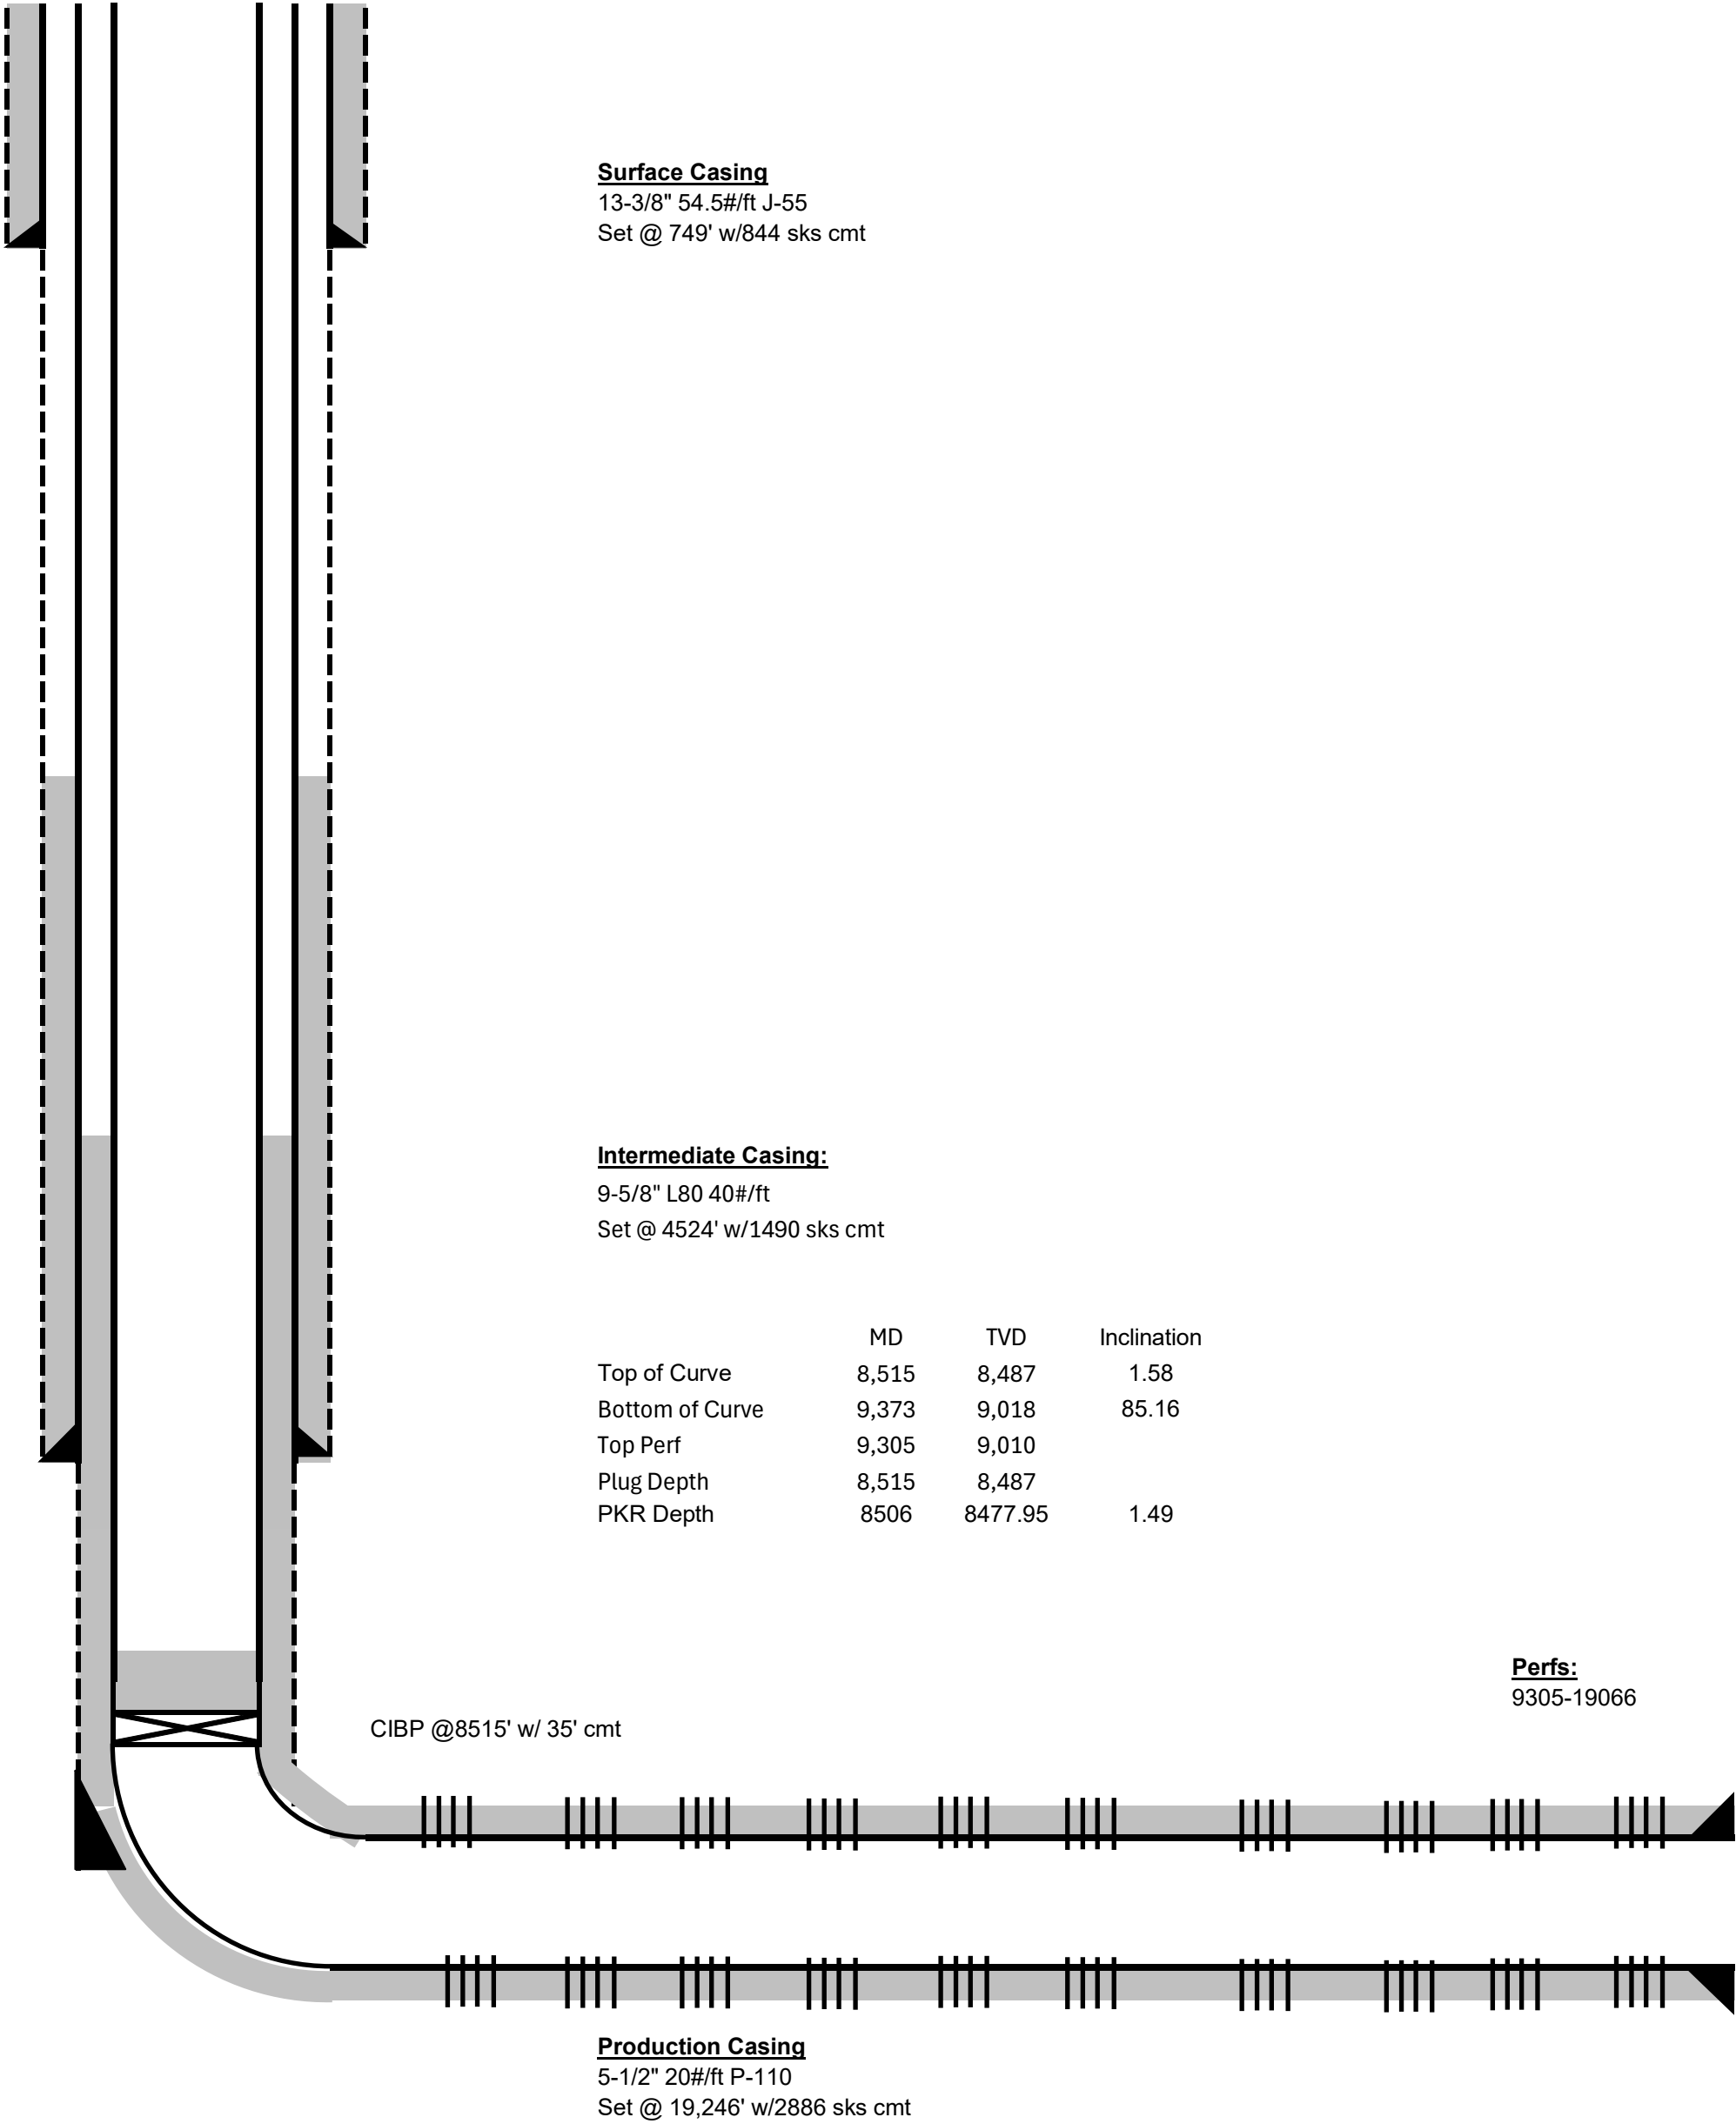 Surface Casing
13-3/8" 54.5#/ft J-55
Set @ 749' w/844 sks cmt
Intermediate Casing:
9-5/8" L80 40#/ft
Set @ 4524' w/1490 sks cmt
MD TVD Inclination
Top of Curve 8,515 8,487 1.58
Bottom of Curve 9,373 9,018 85.16
Top Perf 9,305 9,010
Plug Depth 8,515 8,487
PKR Depth 8506 8477.95 1.49
Perfs:
9305-19066
CIBP @8515' w/ 35' cmt
Production Casing
5-1/2" 20#/ft P-110
Set @ 19,246' w/2886 sks cmt